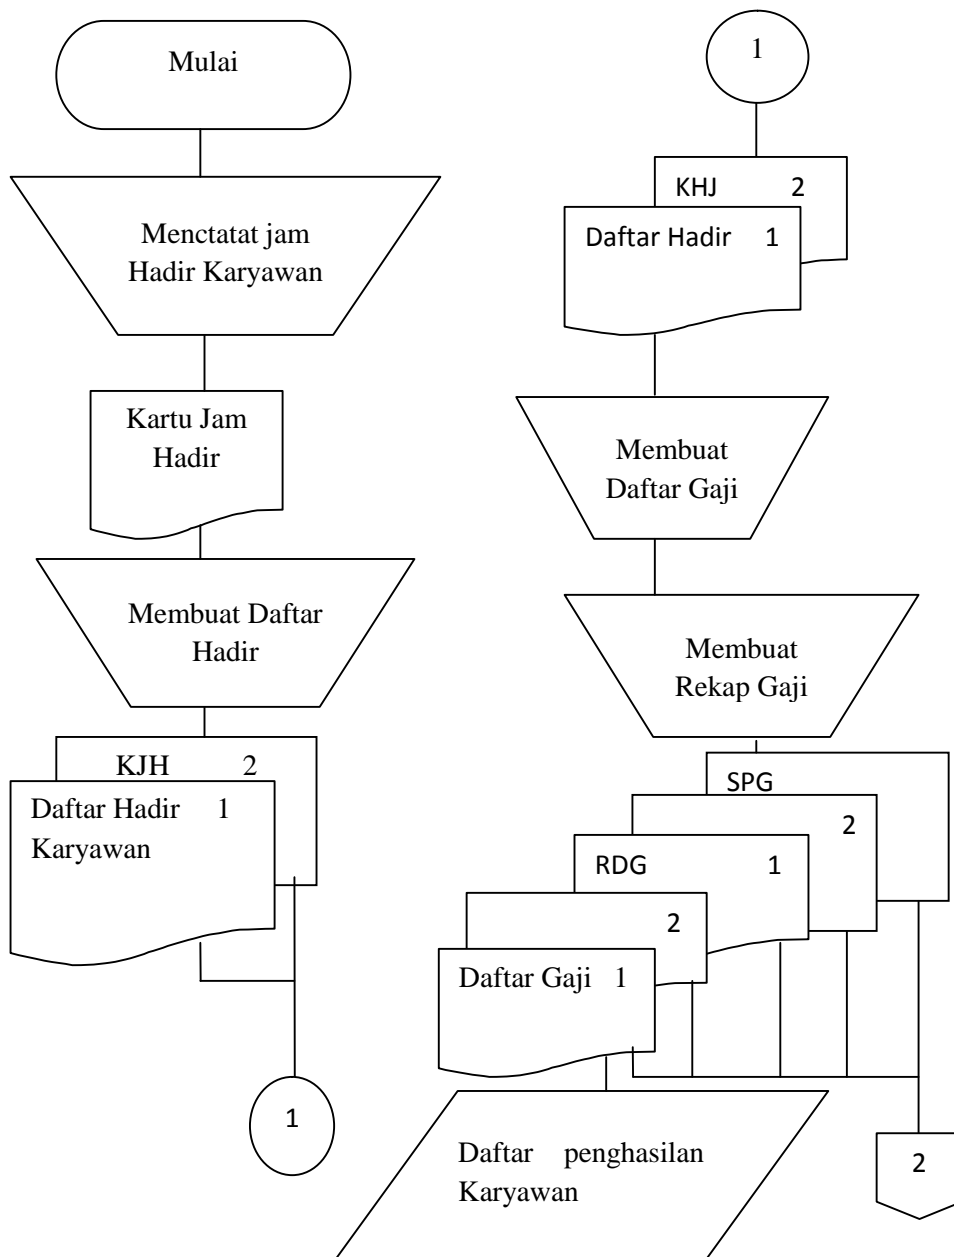 Mulai
Menctatat jam
Hadir Karyawan
Kartu Jam
Hadir
Membuat Daftar
Hadir
KJH 2
Daftar Hadir 1
Karyawan
1
1
KHJ 2
Daftar Hadir 1
Membuat
Daftar Gaji
Membuat
Rekap Gaji
SPG
2
RDG 1
2
Daftar Gaji 1
Daftar penghasilan
Karyawan
2